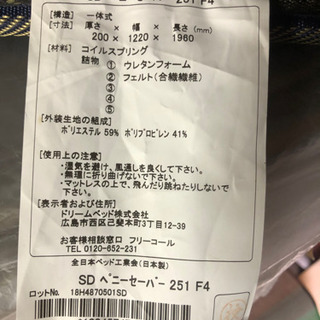 251 F4
[構造] 一体式
[寸法] 厚さ × 幅 × 長さ(mm)
200 × 1220 × 1960
[材料] コイルスプリング
詰物 ① ウレタンフォーム
② フェルト(合繊繊維)
③
④
⑤
[外装生地の組成]
ポリエステル 59% ポリプロピレン 41%
[使用上の注意]
・湿気を避け、風通しを良くして下さい。
・無理に折り曲げないで下さい。
・マットレスの上で、飛んだり跳ねたりしないで下さい。
[表示者および住所]
ドリームベッド株式会社
広島市西区己斐本町3丁目12-39
お客様相談窓口 フリーコール
TEL 0120-652-231
全日本ベッド工業会(日本製)
SD ペニーセーバー 251 F4
ロットNo. 18H4870501SD